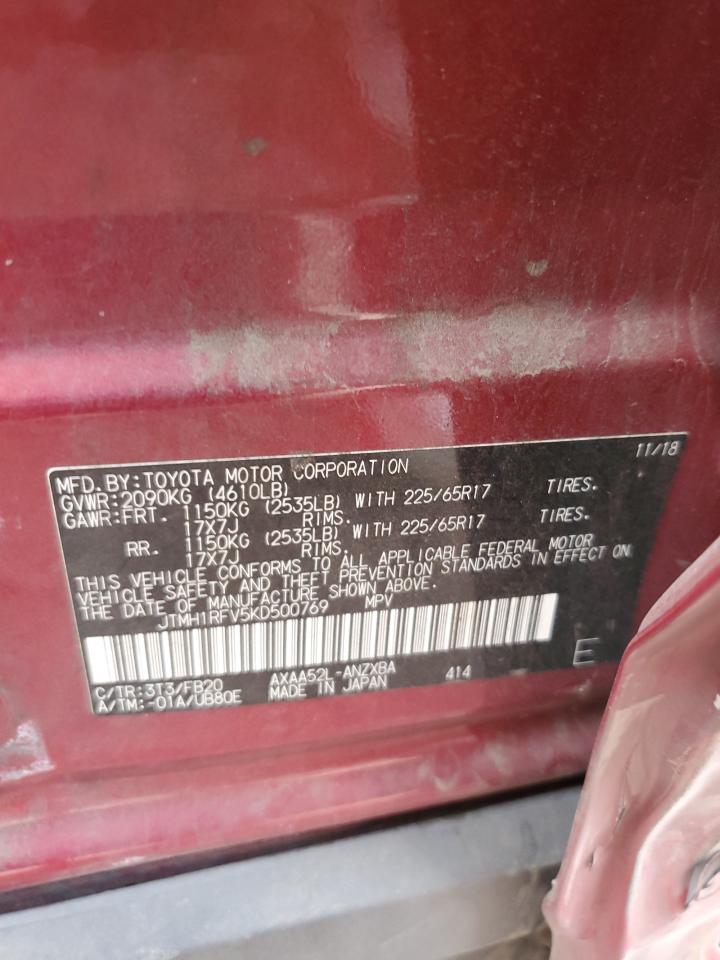 11/18
MFD. BY: TOYOTA MOTOR CORPORATION
GVWR: 2090KG (4610LB)
GAWR: FRT. 1150KG (2535LB) WITH 225/65R17 TIRES.
17X7J RIMS.
RR. 1150KG (2535LB) WITH 225/65R17 TIRES.
17X7J RIMS.
THIS VEHICLE CONFORMS TO ALL APPLICABLE FEDERAL MOTOR
VEHICLE SAFETY AND THEFT PREVENTION STANDARDS IN EFFECT ON
THE DATE OF MANUFACTURE SHOWN ABOVE.
JTMH1RFV5KD500769 MPV
C/TR: 3T3/FB20 AXAA52L-ANZXBA 414 E
A/TM: -01A/UB80E MADE IN JAPAN